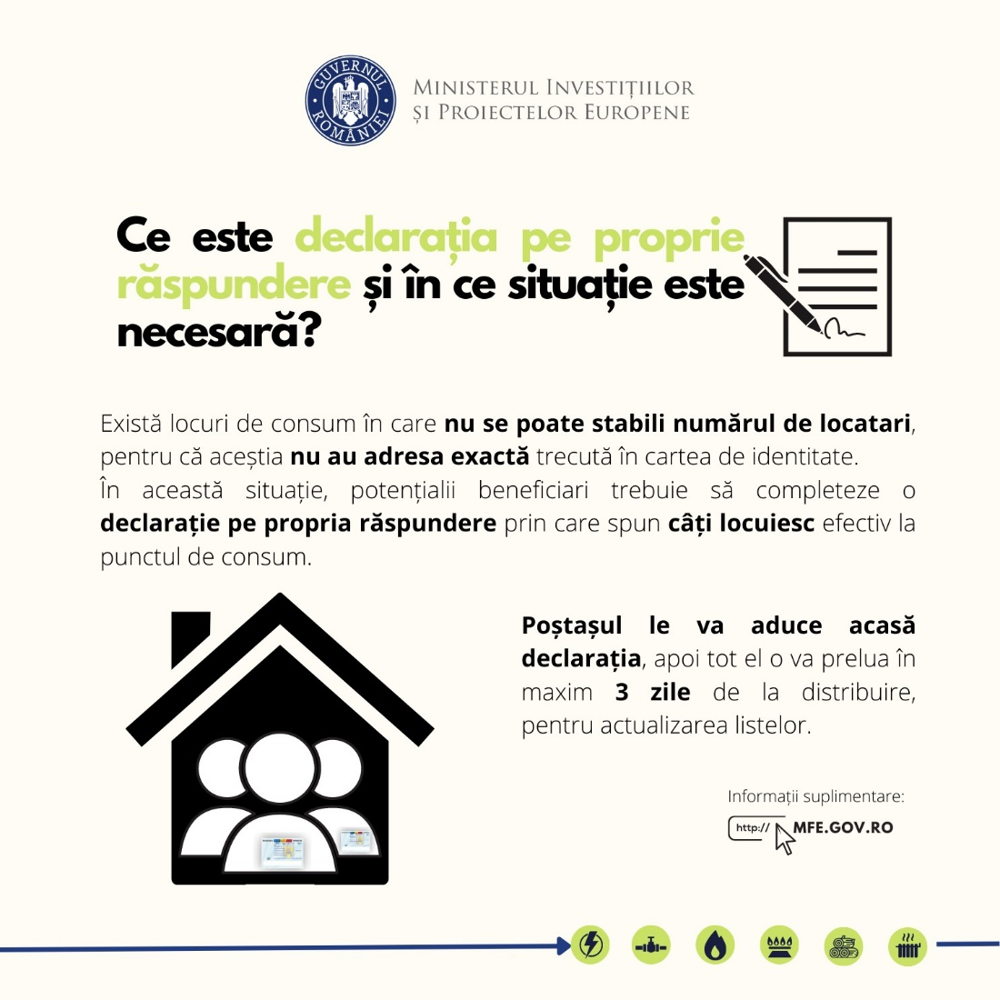 GUVERNUL ROMÂNIEI
MINISTERUL INVESTIȚIILOR
ȘI PROIECTELOR EUROPENE
Ce este declarația pe proprie
răspundere și în ce situație este
necesară?
Există locuri de consum în care nu se poate stabili numărul de locatari,
pentru că aceștia nu au adresa exactă trecută în cartea de identitate.
În această situație, potențialii beneficiari trebuie să completeze o
declarație pe propria răspundere prin care spun câți locuiesc efectiv la
punctul de consum.
Poștașul le va aduce acasă
declarația, apoi tot el o va prelua în
maxim 3 zile de la distribuire,
pentru actualizarea listelor.
Informații suplimentare:
http:// MFE.GOV.RO